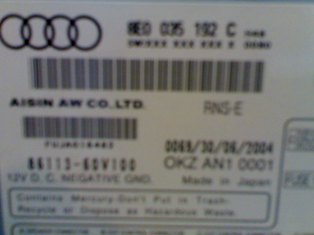 8E0 035 192 C
AISIN AW CO.LTD.
RNS-E
0069/30/06/2004
86113-60V100
OKZ AN1 0001
12V D.C. NEGATIVE GND.
Made in Japan
FUSE
Contains Mercury-Don't Put in Trash-
Recycle or Dispose as Hazardous Waste.